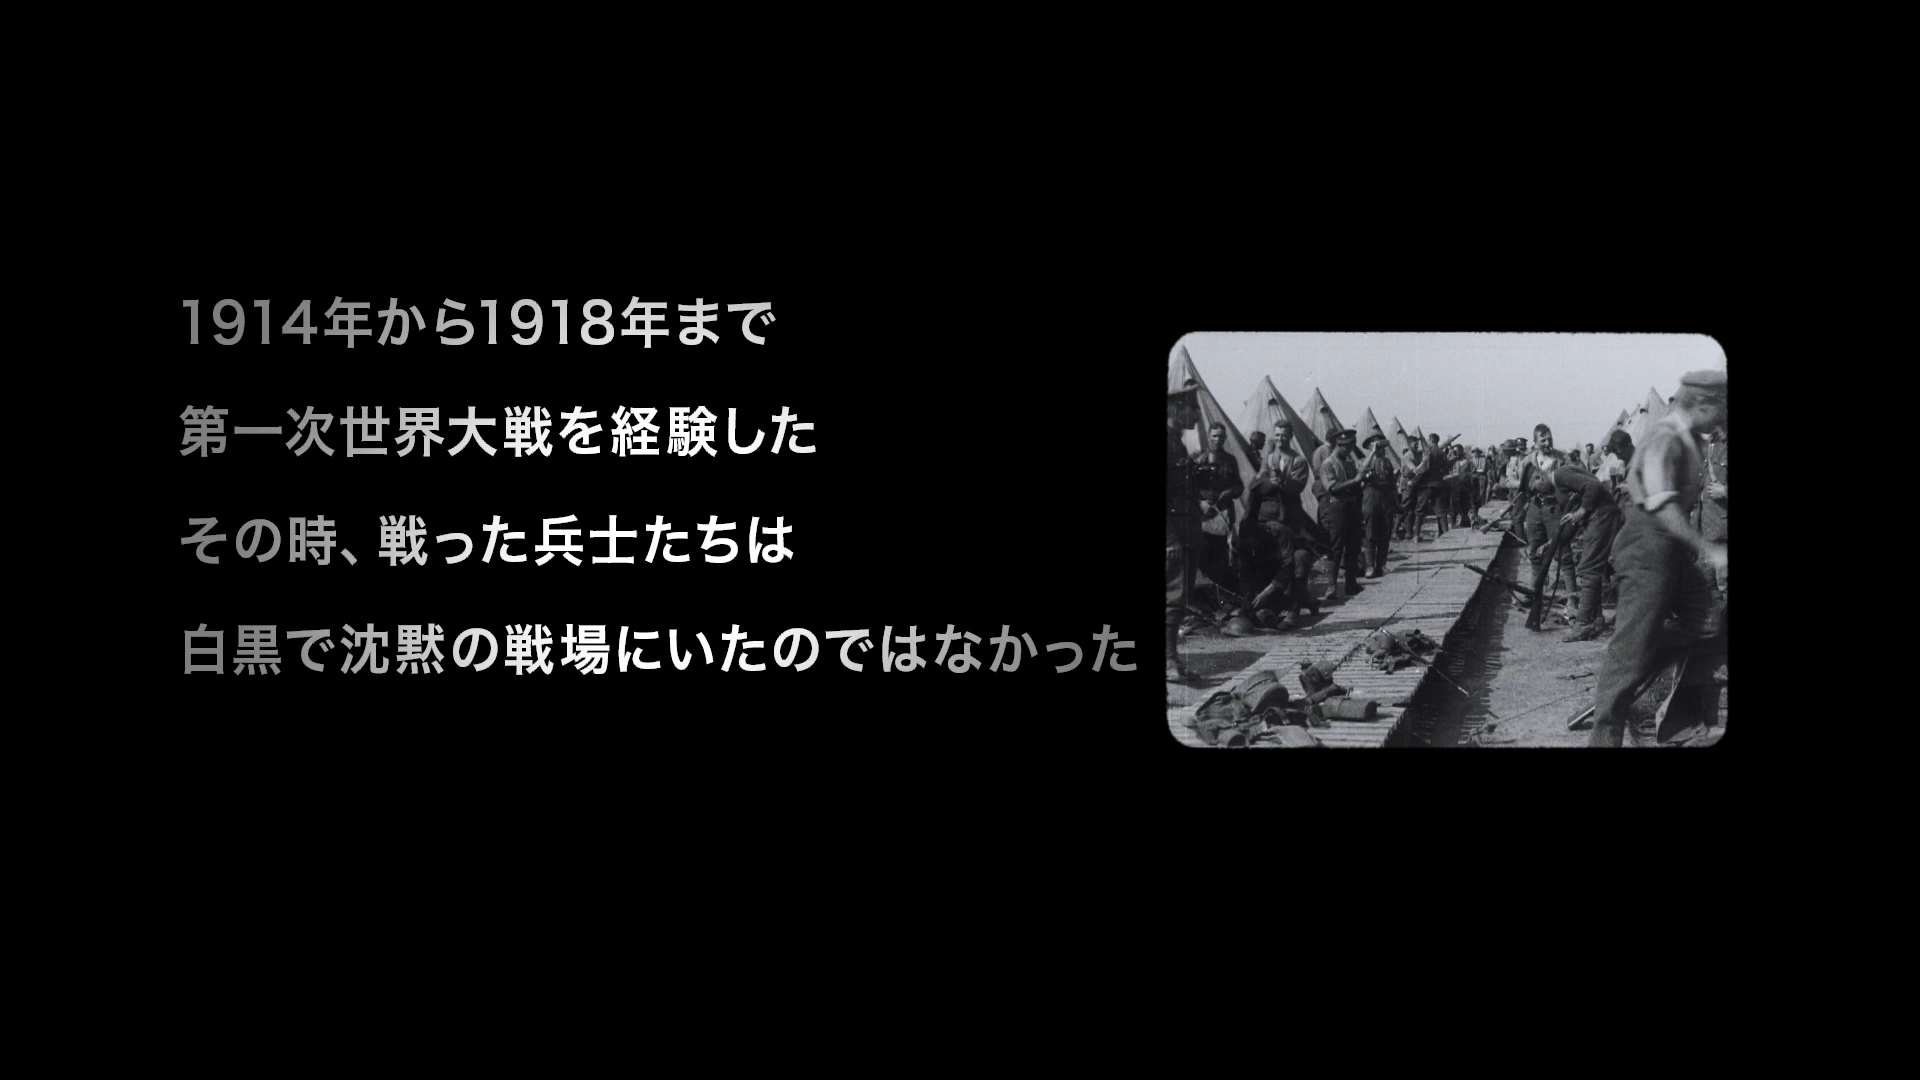 1914年から1918年まで
第一次世界大戦を経験した
その時、戦った兵士たちは
白黒で沈黙の戦場にいたのではなかった